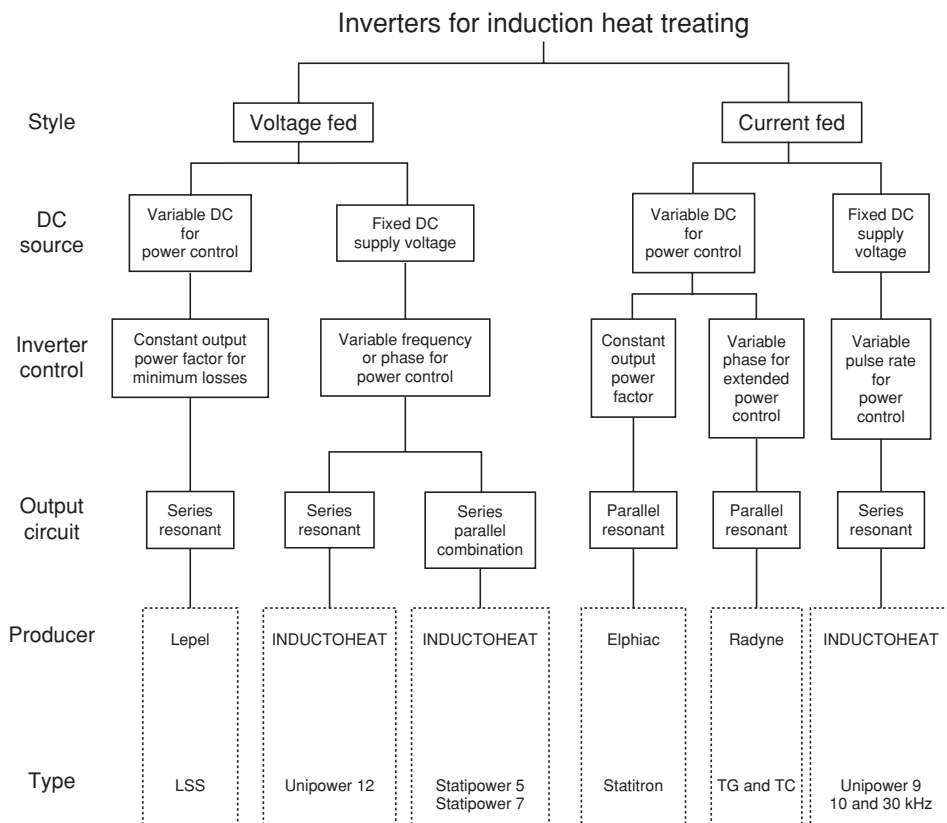 Inverters for induction heat treating
Style
Voltage fed
Current fed
DC
source
Variable DC
for
power control
Fixed DC
supply voltage
Variable DC
for
power control
Fixed DC
supply
voltage
Inverter
control
Constant output
power factor for
minimum losses
Variable frequency
or phase for
power control
Constant
output
power
factor
Variable
phase for
extended
power
control
Variable
pulse rate
for
power
control
Output
circuit
Series
resonant
Series
resonant
Series
parallel
combination
Parallel
resonant
Parallel
resonant
Series
resonant
Producer
Lepel
INDUCTOHEAT
INDUCTOHEAT
Elphiac
Radyne
INDUCTOHEAT
Type
LSS
Unipower 12
Statipower 5
Statipower 7
Statitron
TG and TC
Unipower 9
10 and 30 kHz